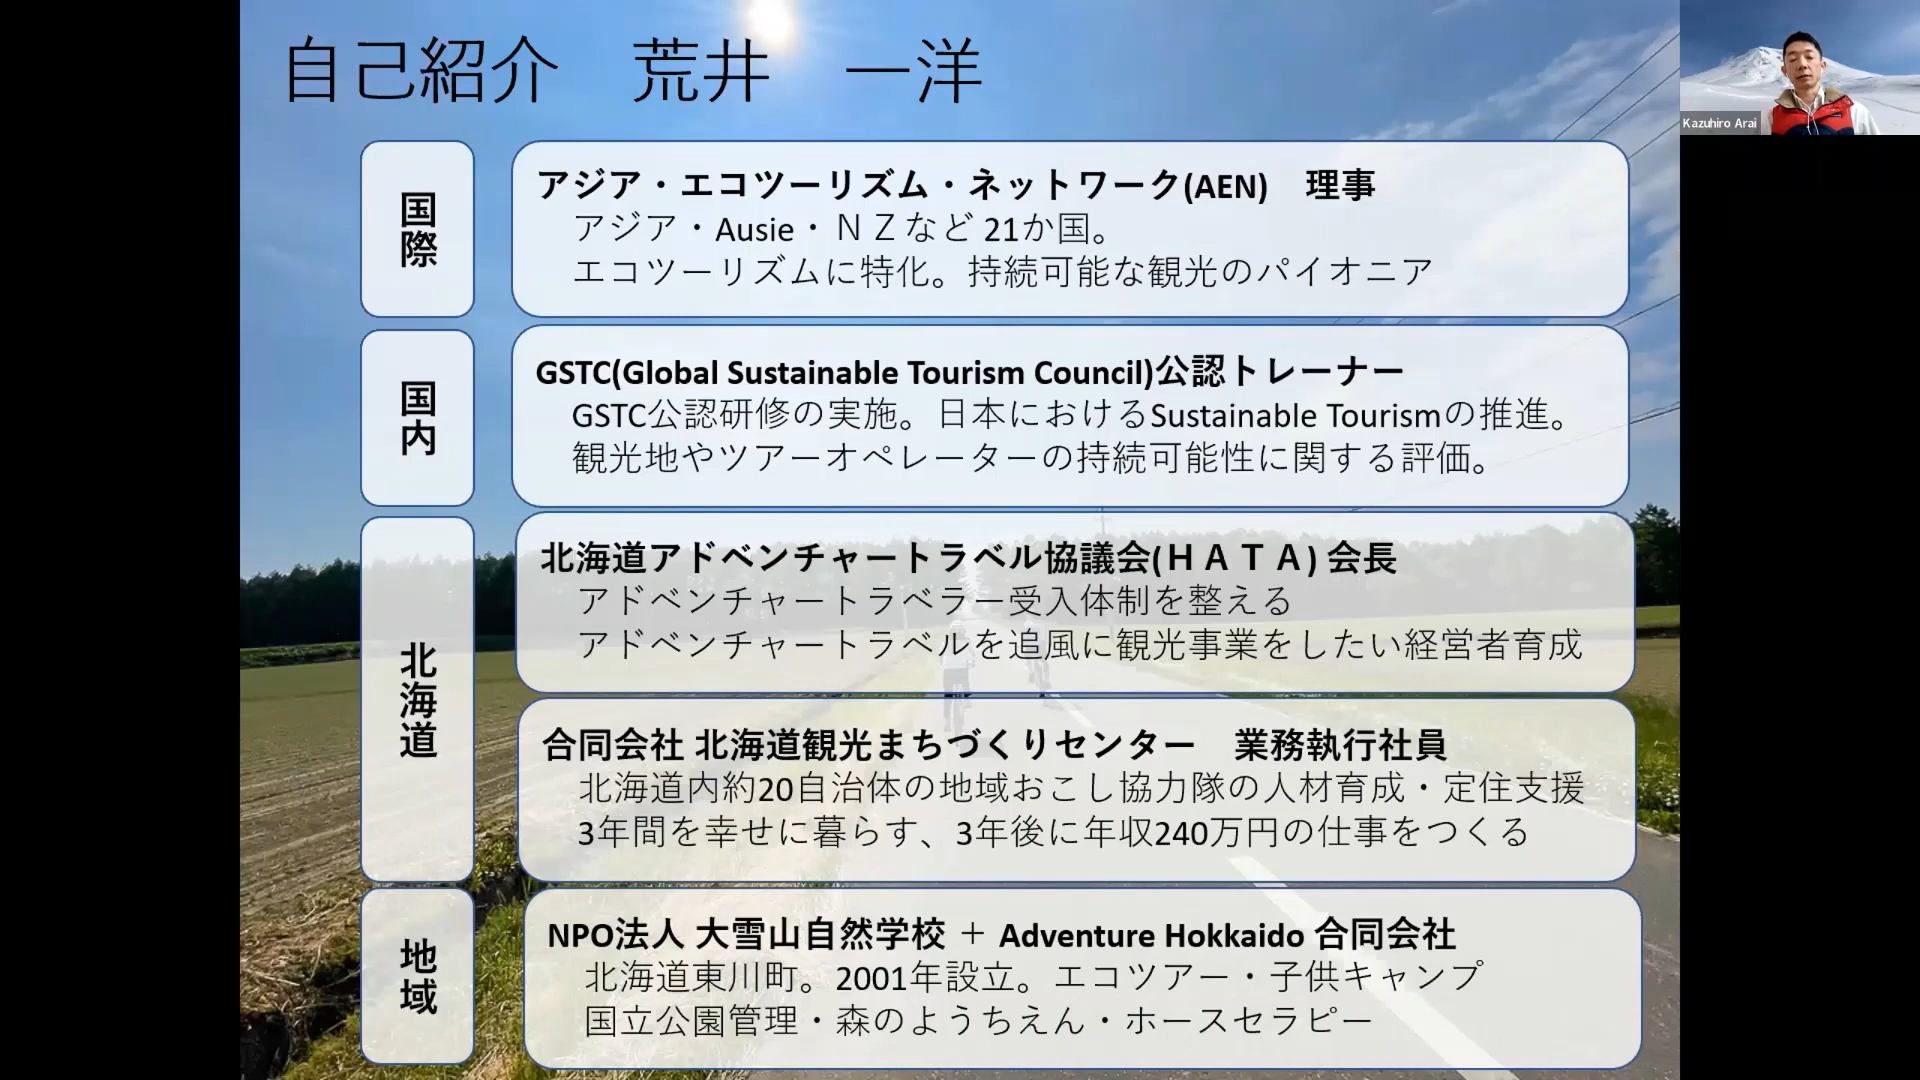 自己紹介　荒井　一洋
Kazuhiro Arai
国際
アジア・エコツーリズム・ネットワーク(AEN)　理事
アジア・Ausie・ＮＺなど 21か国。
エコツーリズムに特化。持続可能な観光のパイオニア
国内
GSTC(Global Sustainable Tourism Council)公認トレーナー
GSTC公認研修の実施。日本におけるSustainable Tourismの推進。
観光地やツアーオペレーターの持続可能性に関する評価。
北海道
北海道アドベンチャートラベル協議会(ＨＡＴＡ) 会長
アドベンチャートラベラー受入体制を整える
アドベンチャートラベルを追風に観光事業をしたい経営者育成
合同会社 北海道観光まちづくりセンター　業務執行社員
北海道内約20自治体の地域おこし協力隊の人材育成・定住支援
3年間を幸せに暮らす、3年後に年収240万円の仕事をつくる
地域
NPO法人 大雪山自然学校 ＋ Adventure Hokkaido 合同会社
北海道東川町。2001年設立。エコツアー・子供キャンプ
国立公園管理・森のようちえん・ホースセラピー